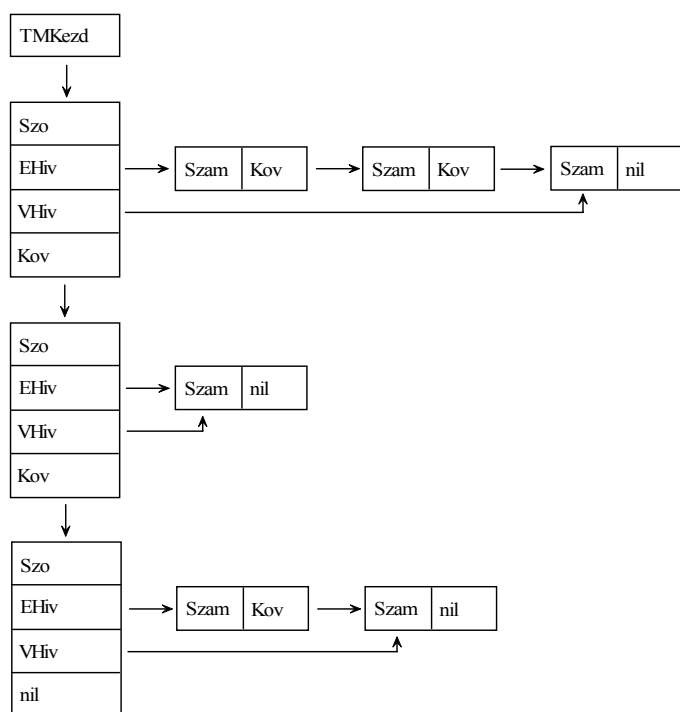 TMKezd
Szo
EHiv Szam Kov Szam Kov Szam nil
VHiv
Kov
Szo
EHiv Szam nil
VHiv
Kov
Szo
EHiv Szam Kov Szam nil
VHiv
nil